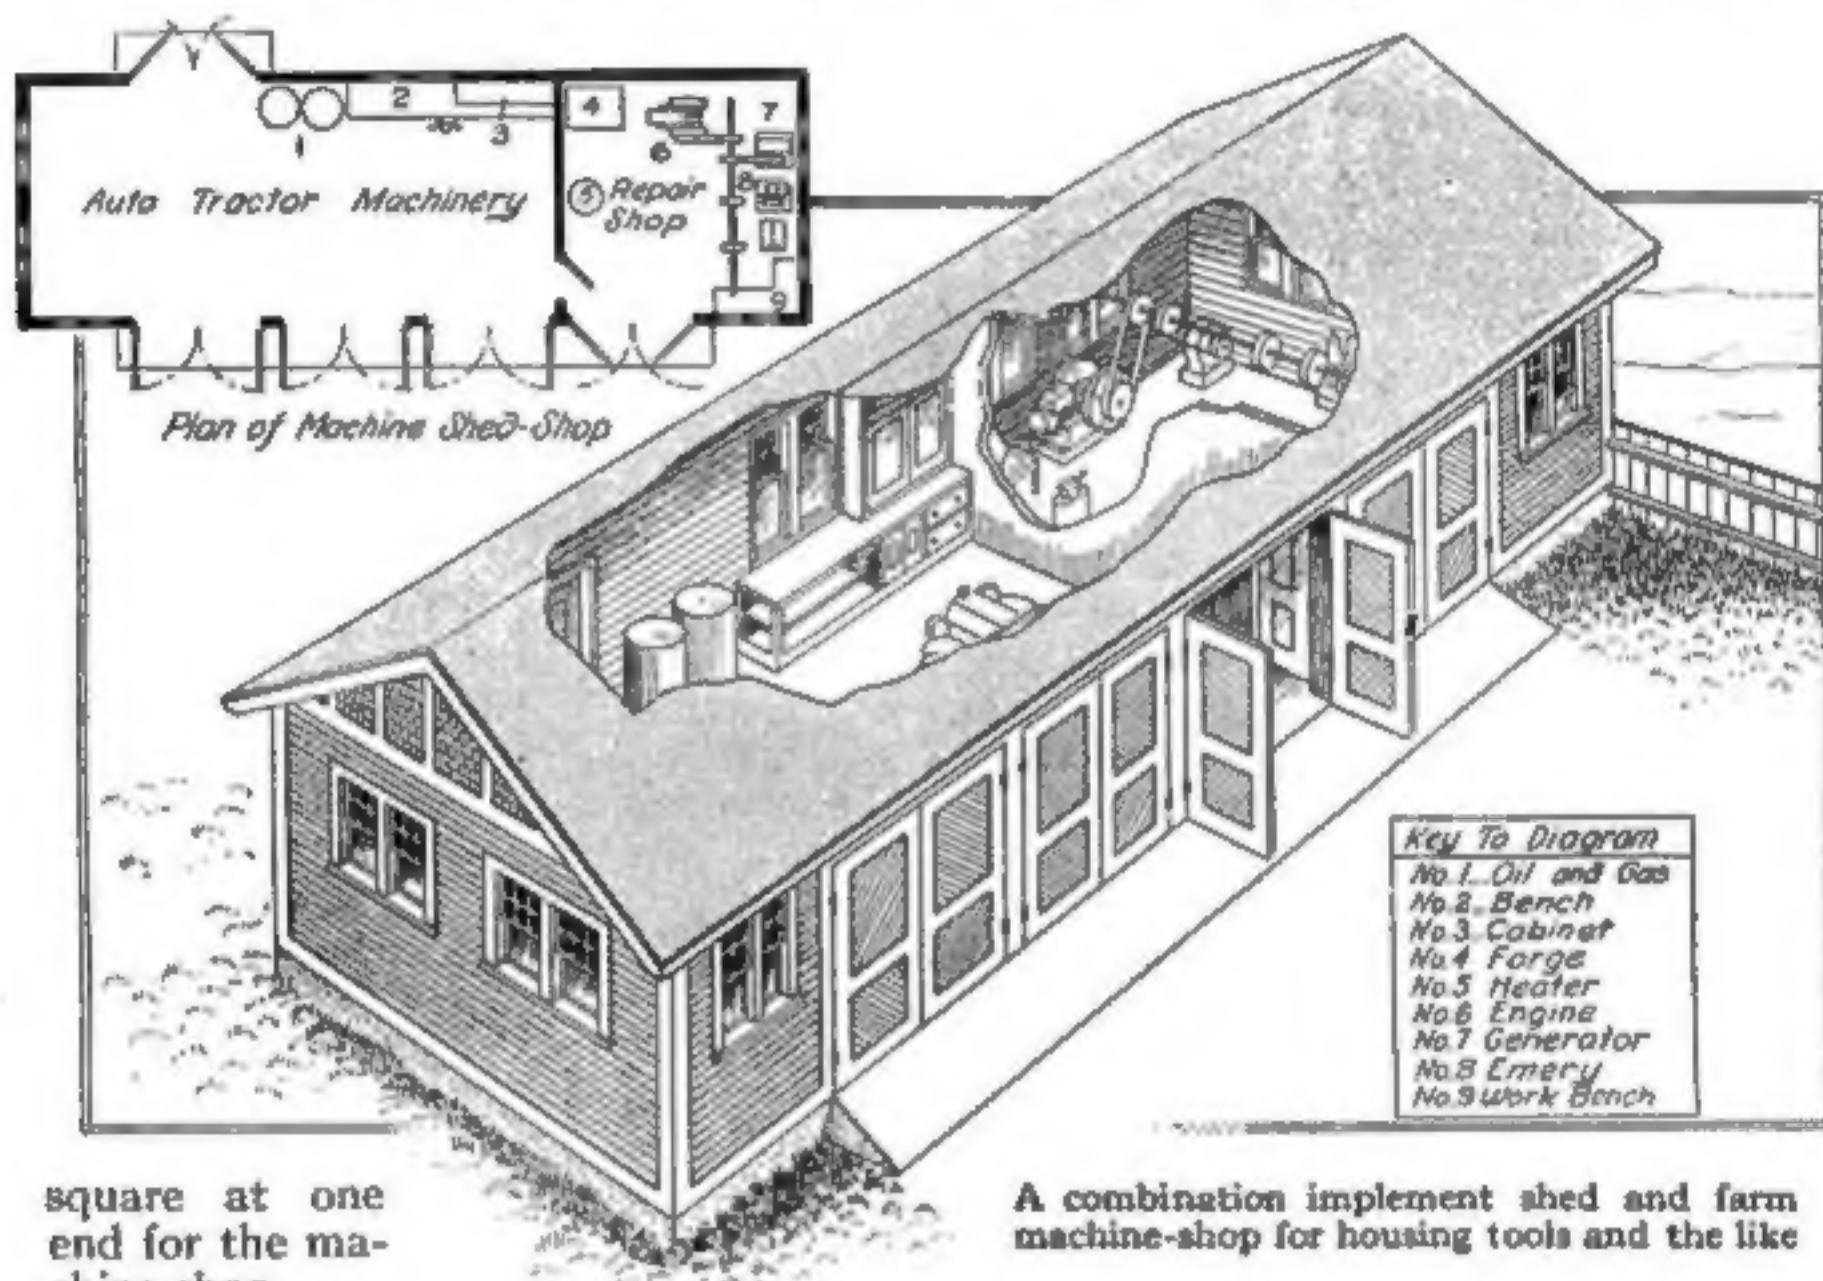 1
2
3
4
5
6
7
8
9
Auto Tractor Machinery
Repair
Shop
Plan of Machine Shed-Shop
Key To Diagram
No.1. Oil and Gas
No.2. Bench
No.3. Cabinet
No.4 Forge
No.5 Heater
No.6 Engine
No.7 Generator
No.8 Emery
No.9 Work Bench
square at one
end for the ma-
A combination implement shed and farm
machine-shop for housing tools and the like